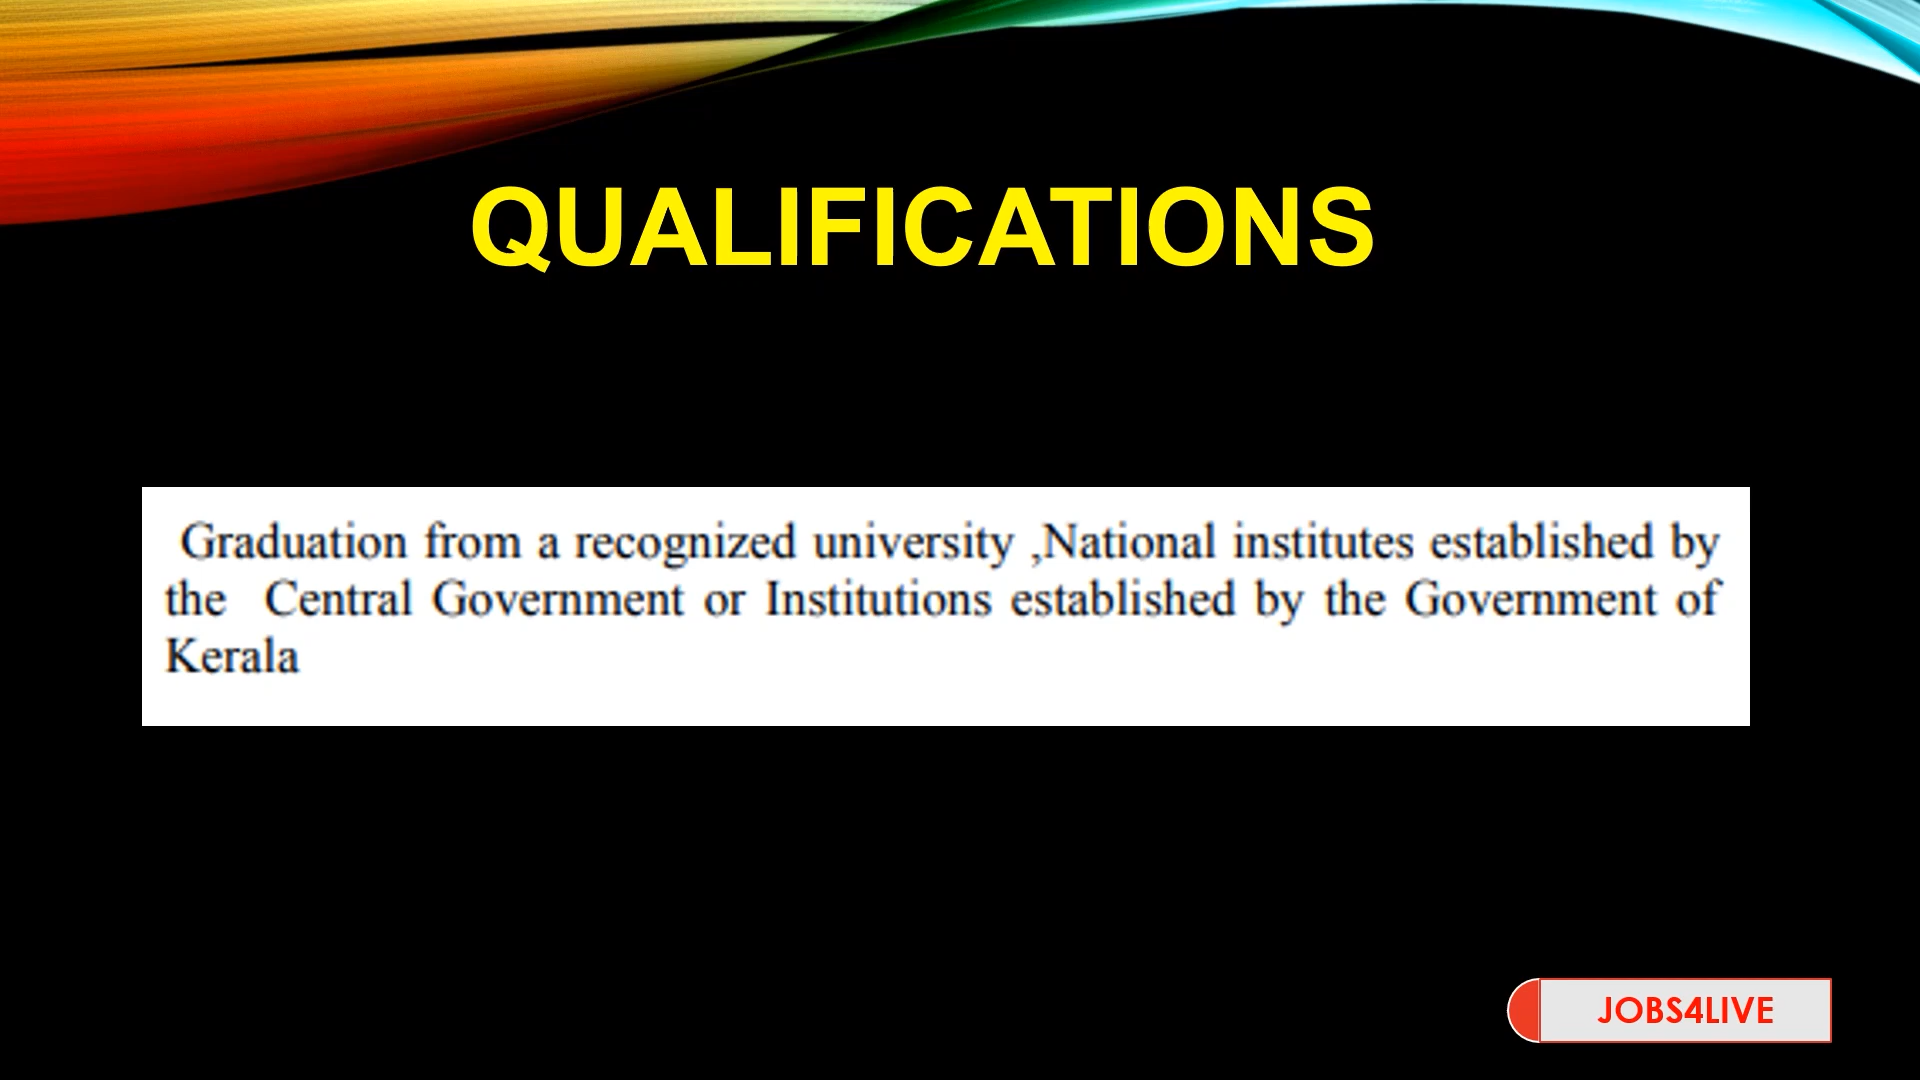 QUALIFICATIONS
Graduation from a recognized university ,National institutes established by
the Central Government or Institutions established by the Government of
Kerala
JOBS4LIVE